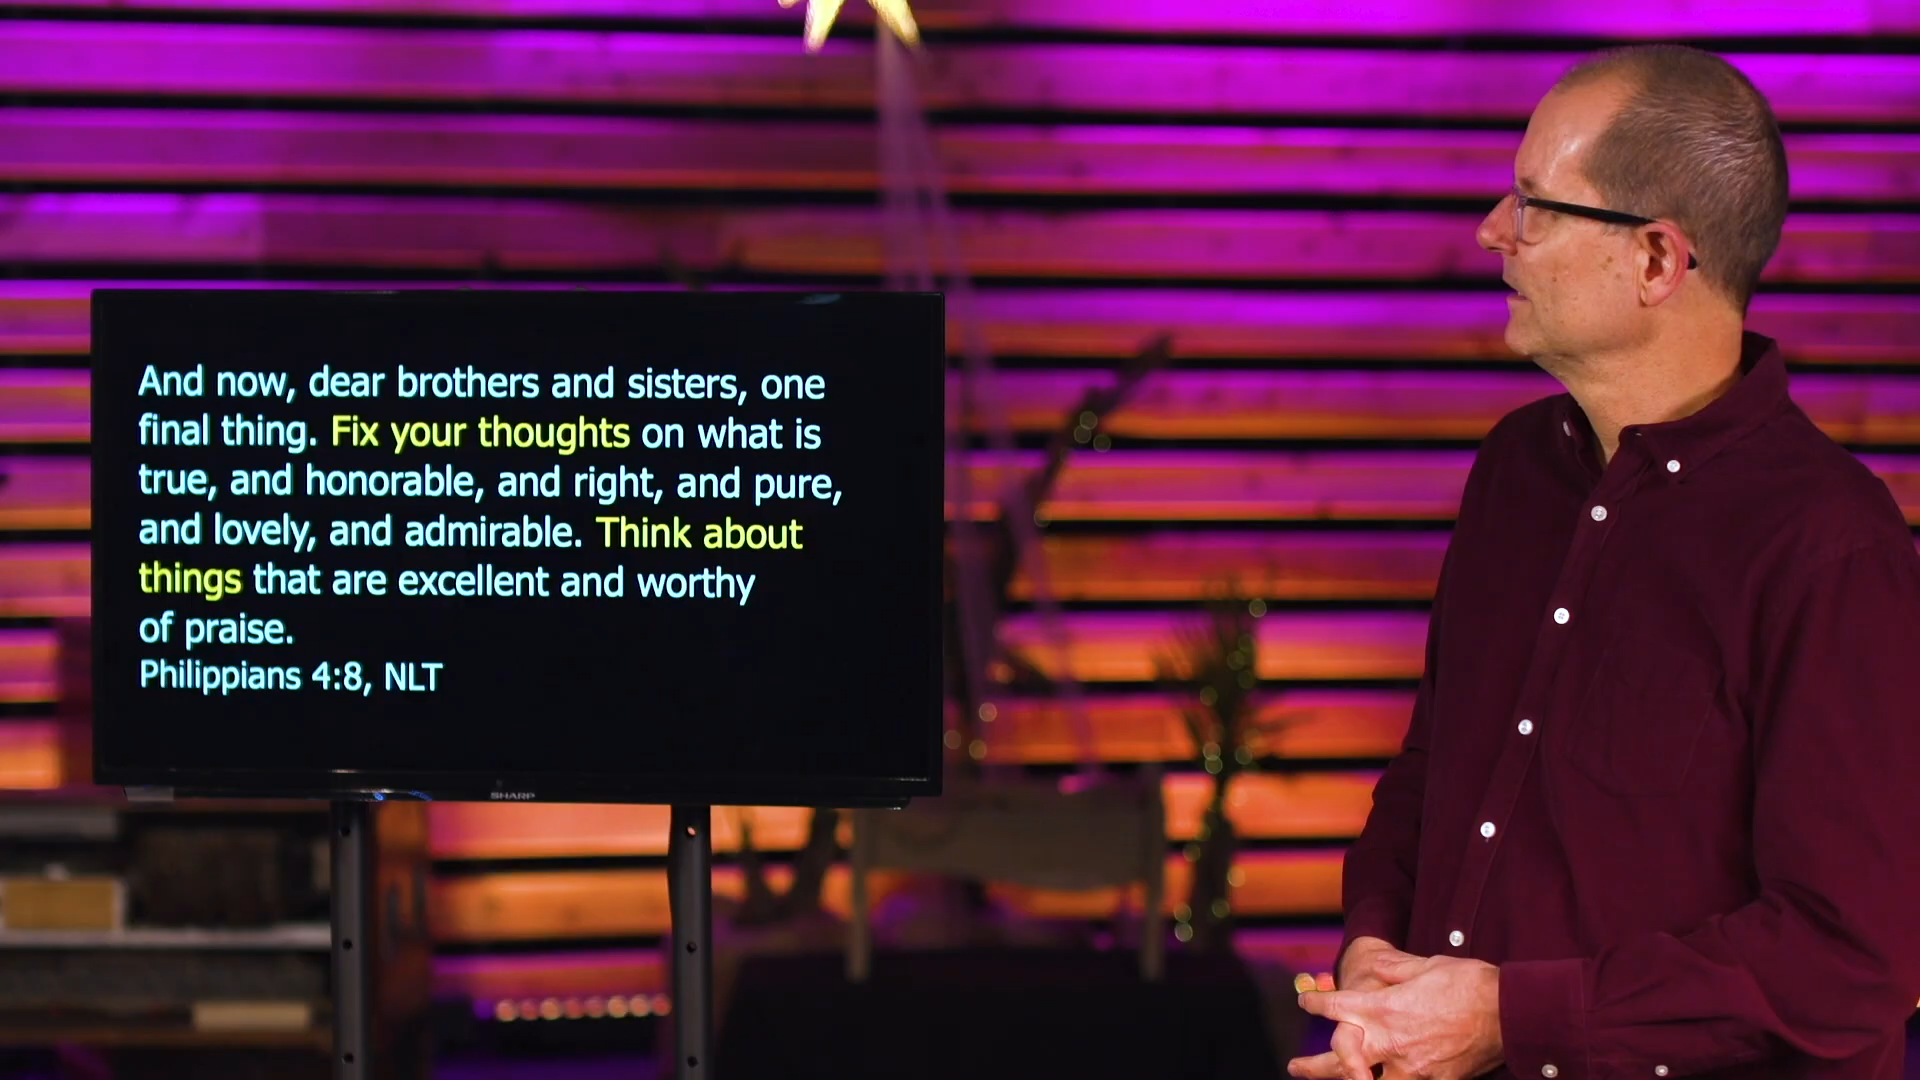 And now, dear brothers and sisters, one
final thing. Fix your thoughts on what is
true, and honorable, and right, and pure,
and lovely, and admirable. Think about
things that are excellent and worthy
of praise.
Philippians 4:8, NLT
SHARP